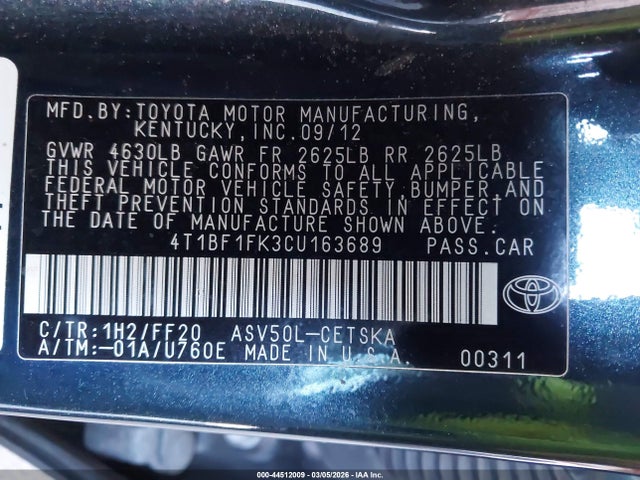 MFD.BY:TOYOTA MOTOR MANUFACTURING,
KENTUCKY,INC.09/12
GVWR 4630LB GAWR FR 2625LB RR 2625LB
THIS VEHICLE CONFORMS TO ALL APPLICABLE
FEDERAL MOTOR VEHICLE SAFETY,BUMPER,AND
THEFT PREVENTION STANDARDS IN EFFECT ON
THE DATE OF MANUFACTURE SHOWN ABOVE.
4T1BF1FK3CU163689 PASS.CAR
C/TR:1H2/FF20 ASV50L-CETSKA
A/TM:-01A/U760E MADE IN U.S.A. 00311
000-44512009 - 03/05/2026 - IAA Inc.